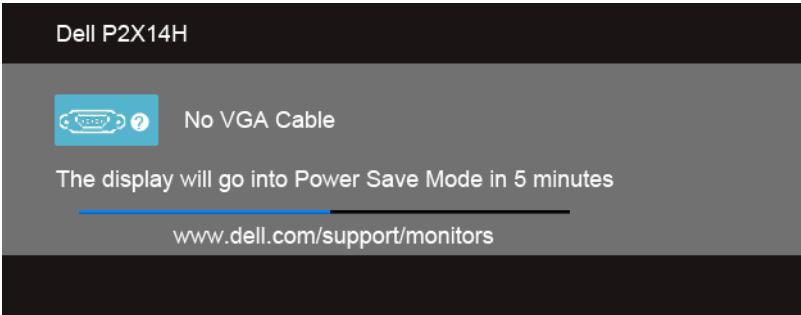 Dell P2X14H
No VGA Cable
The display will go into Power Save Mode in 5 minutes
www.dell.com/support/monitors